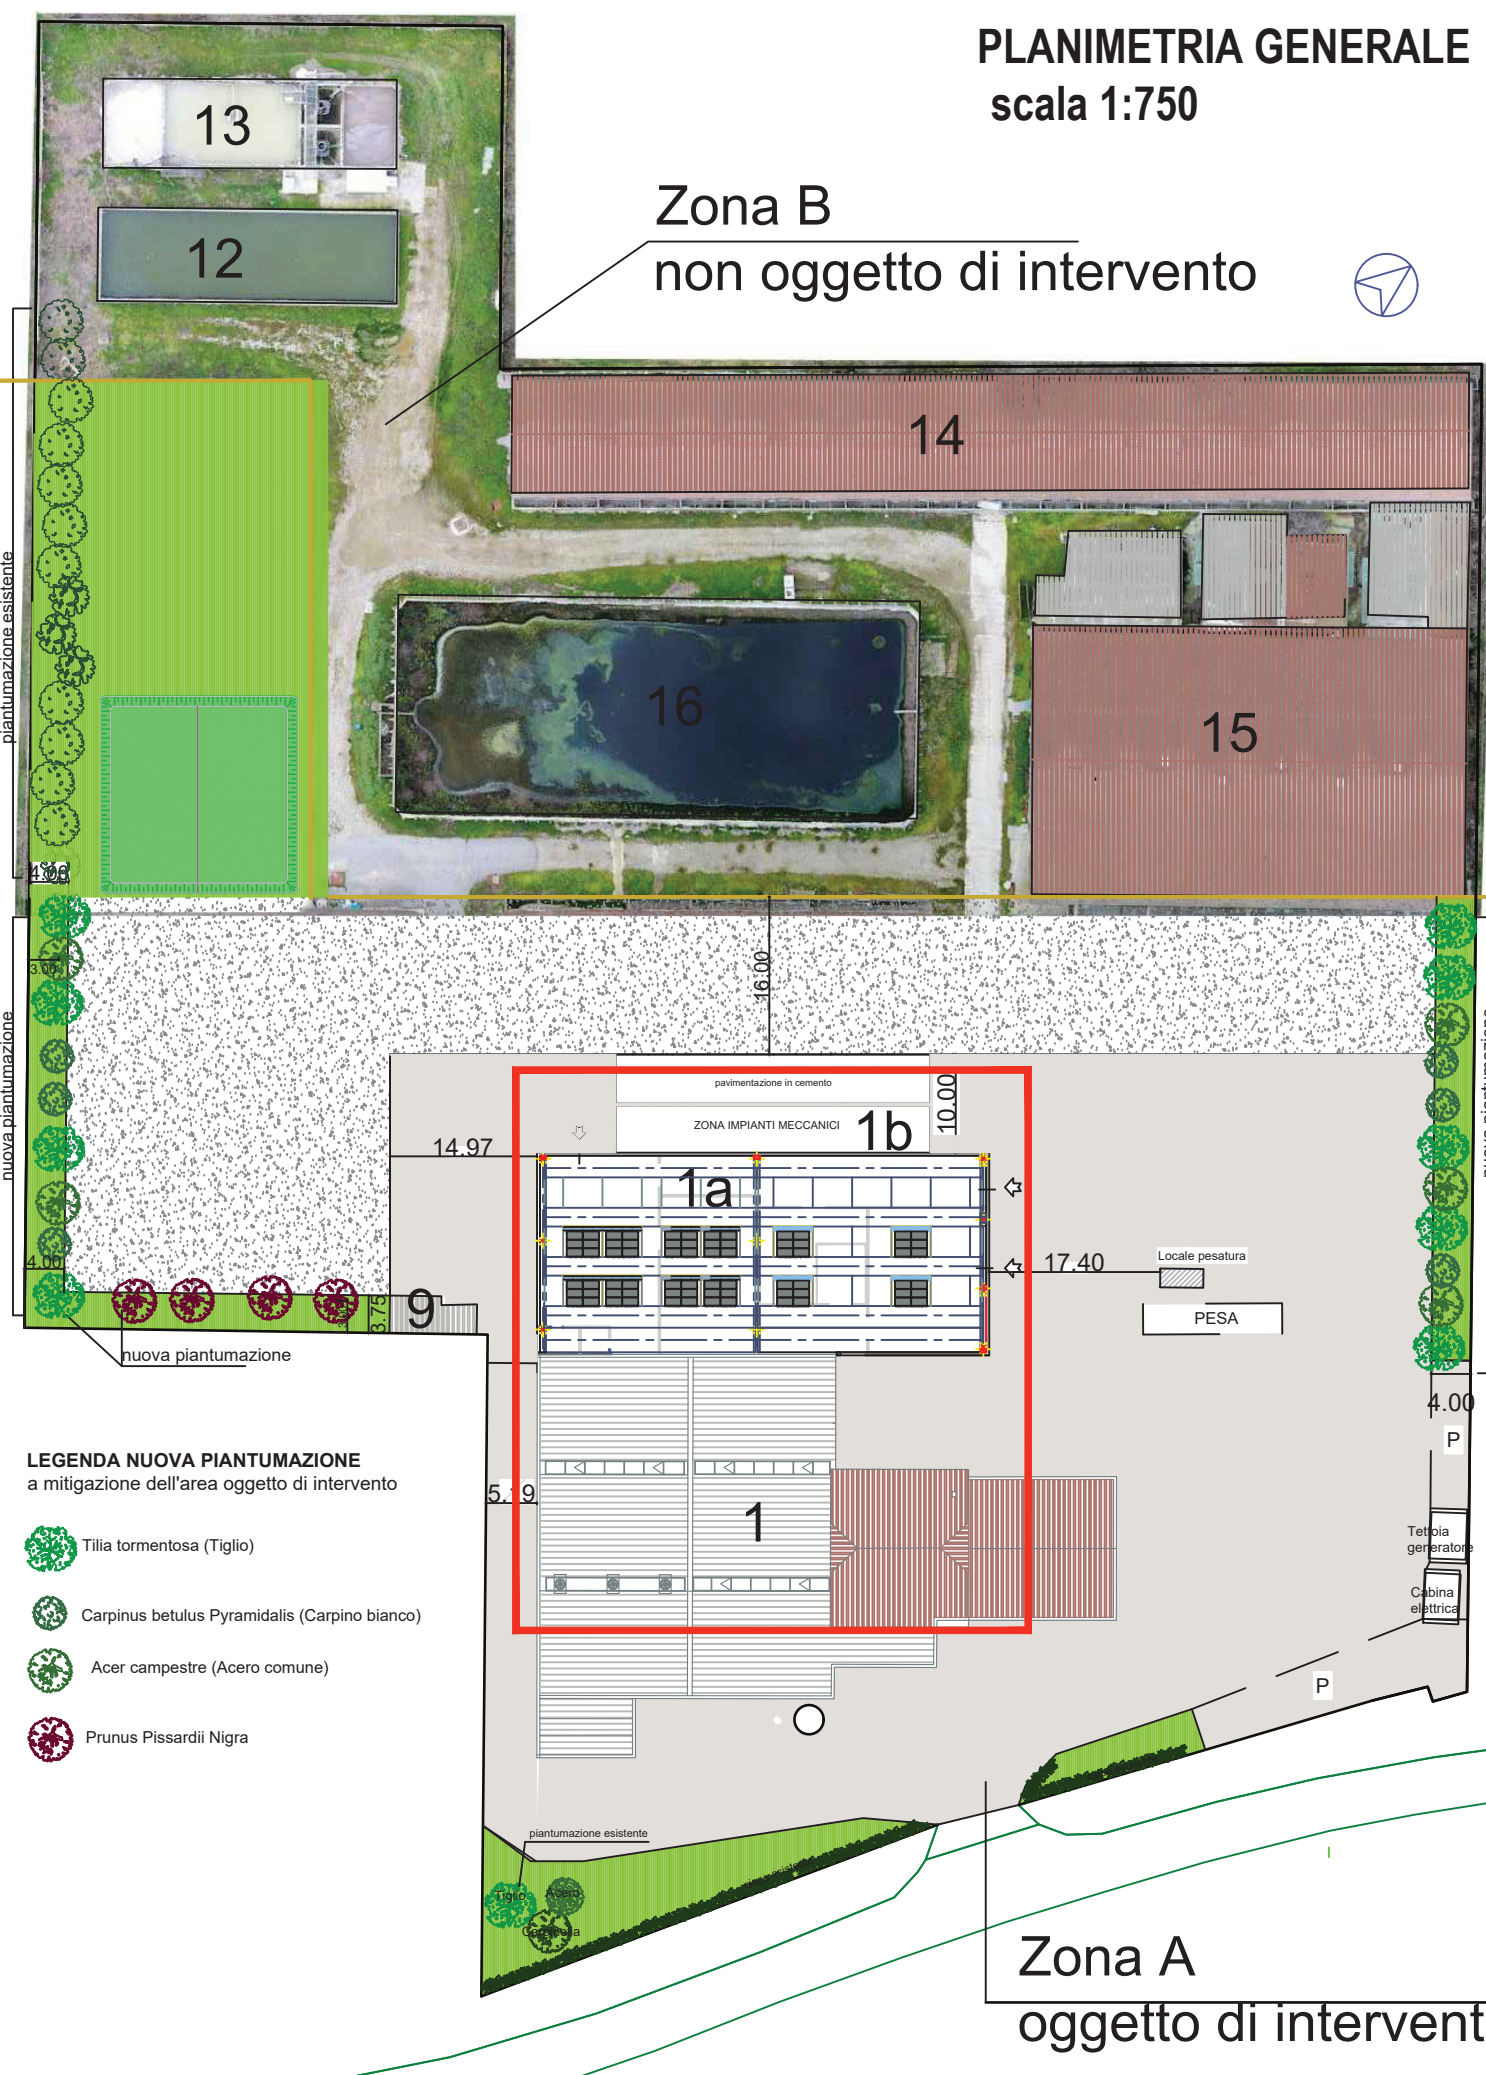 PLANIMETRIA GENERALE
scala 1:750
13
Zona B
12
non oggetto di intervento
14
piantumazione esistente
16
15
4.00
3.00
16.00
nuova piantumazione
nuova piantumazione
pavimentazione in cemento
10.00
ZONA IMPIANTI MECCANICI
1b
14.97
1a
17.40
Locale pesatura
4.00
9
3.75
PESA
nuova piantumazione
4.00
P
LEGENDA NUOVA PIANTUMAZIONE
a mitigazione dell'area oggetto di intervento
5.19
1
Tilia tormentosa (Tiglio)
Tettoia
generatore
Cabina
elettrica
Carpinus betulus Pyramidalis (Carpino bianco)
Acer campestre (Acero comune)
P
Prunus Pissardii Nigra
piantumazione esistente
Tiglio
Acero
Zona A
oggetto di intervent